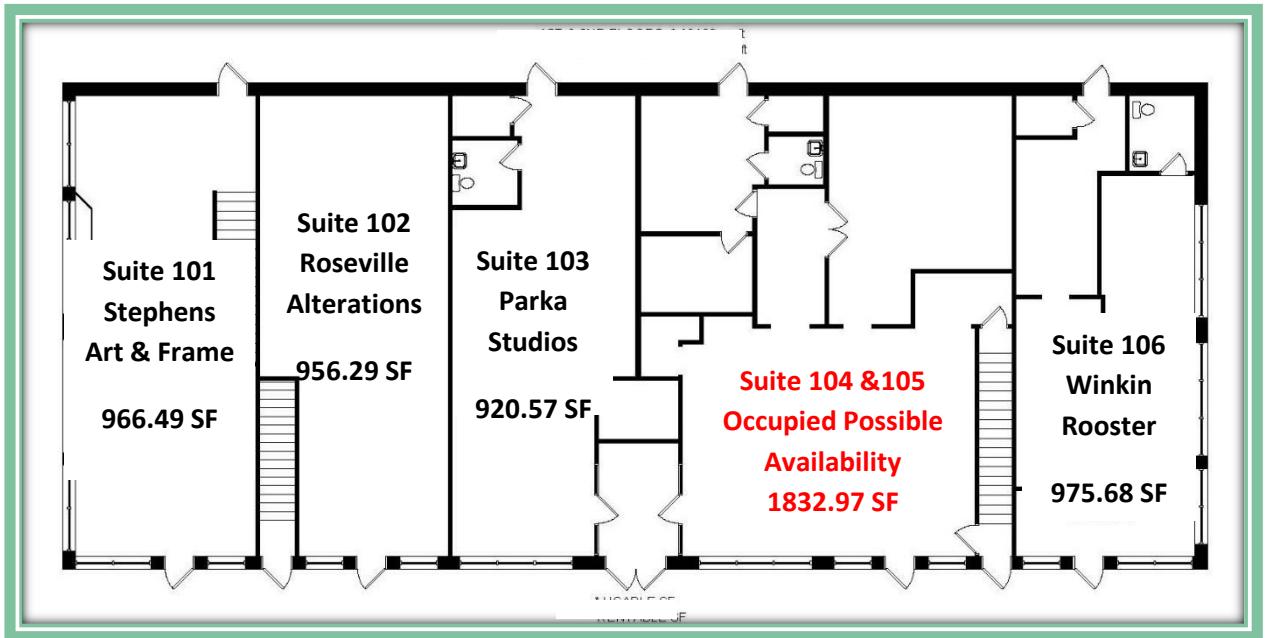 Suite 101
Stephens
Art & Frame
966.49 SF
Suite 102
Roseville
Alterations
956.29 SF
Suite 103
Parka
Studios
920.57 SF
Suite 104 &105
Occupied Possible
Availability
1832.97 SF
Suite 106
Winkin
Rooster
975.68 SF
RENTABLE SF